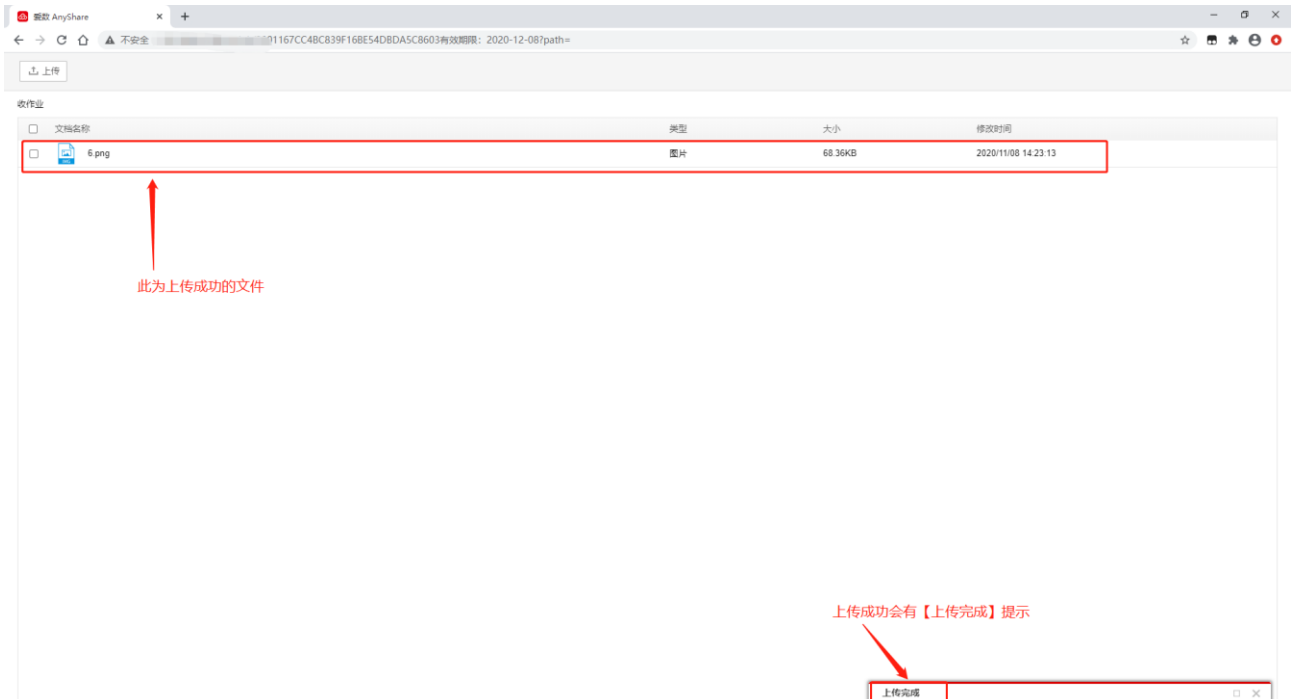 爱数 AnyShare
不安全 01167CC4BC839F16BE54DBDA5C8603有效期限：2020-12-08?path=
上传
收作业
文档名称 类型 大小 修改时间
6.png 图片 68.36KB 2020/11/08 14:23:13
此为上传成功的文件
上传成功会有【上传完成】提示
上传完成